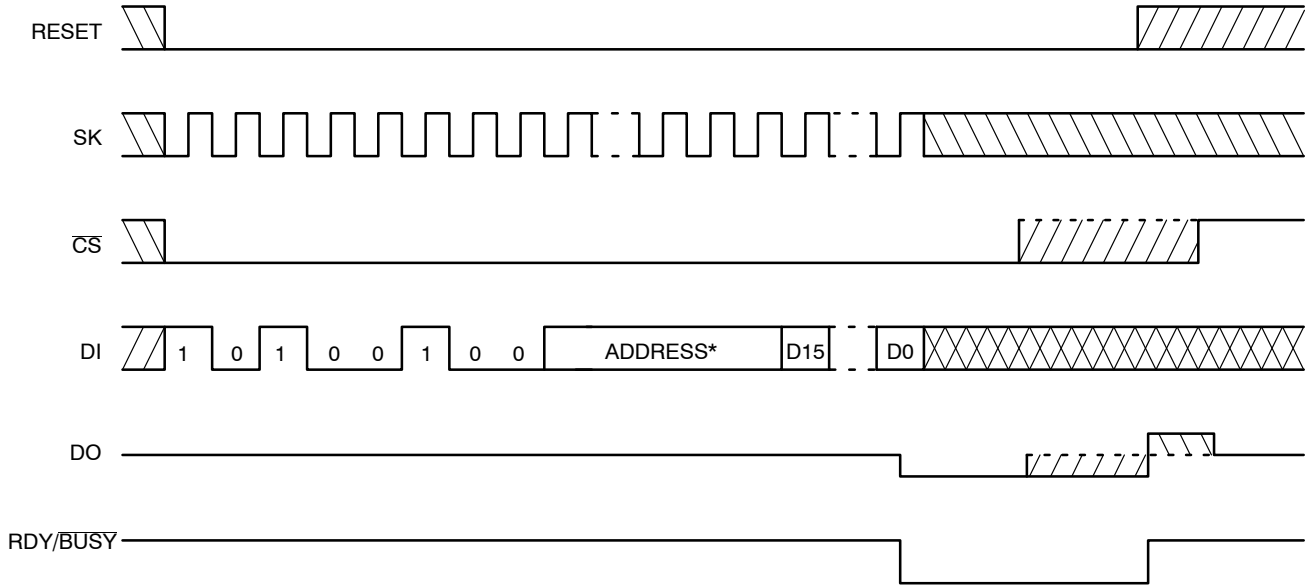 RESET
SK
CS
DI 1 0 1 0 0 1 0 0 ADDRESS* D15 D0
DO
RDY/BUSY